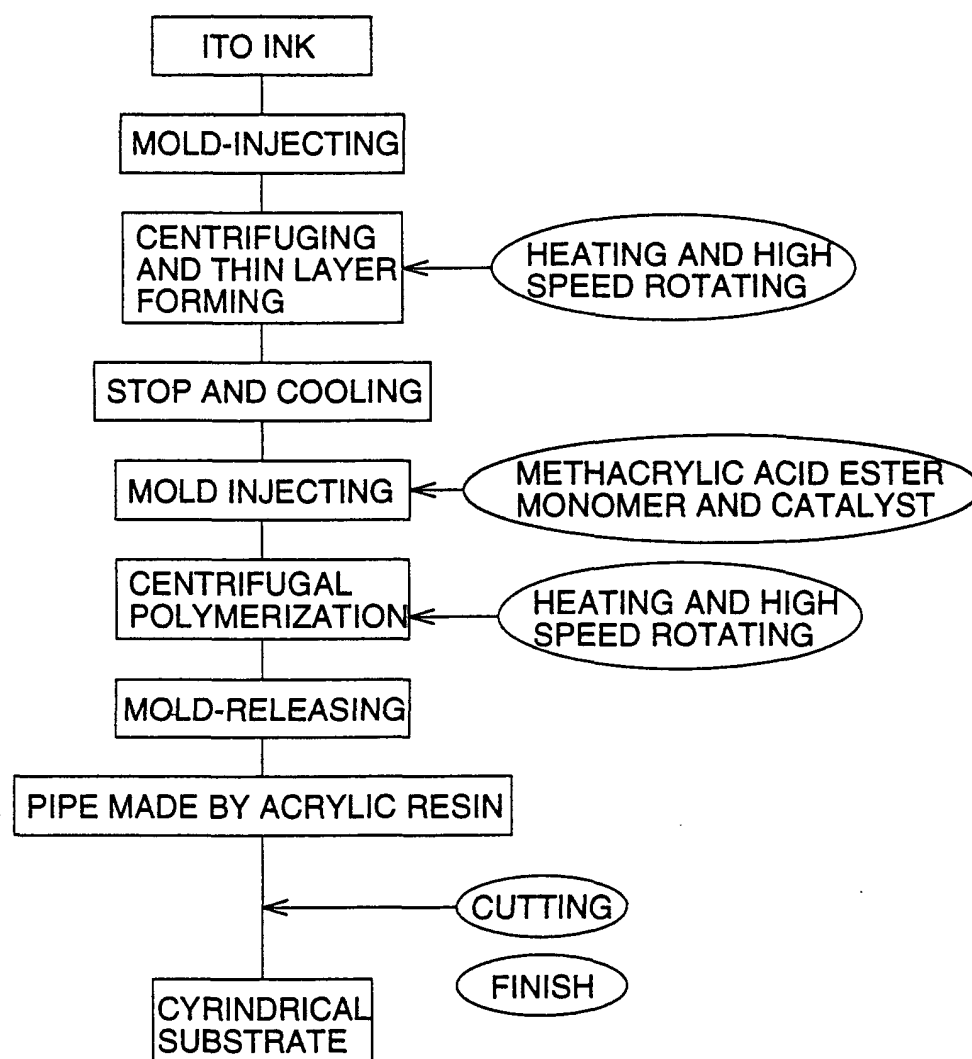 ITO INK
MOLD-INJECTING
CENTRIFUGING
AND THIN LAYER
FORMING
HEATING AND HIGH
SPEED ROTATING
STOP AND COOLING
MOLD INJECTING
METHACRYLIC ACID ESTER
MONOMER AND CATALYST
CENTRIFUGAL
POLYMERIZATION
HEATING AND HIGH
SPEED ROTATING
MOLD-RELEASING
PIPE MADE BY ACRYLIC RESIN
CUTTING
FINISH
CYRINDRICAL
SUBSTRATE